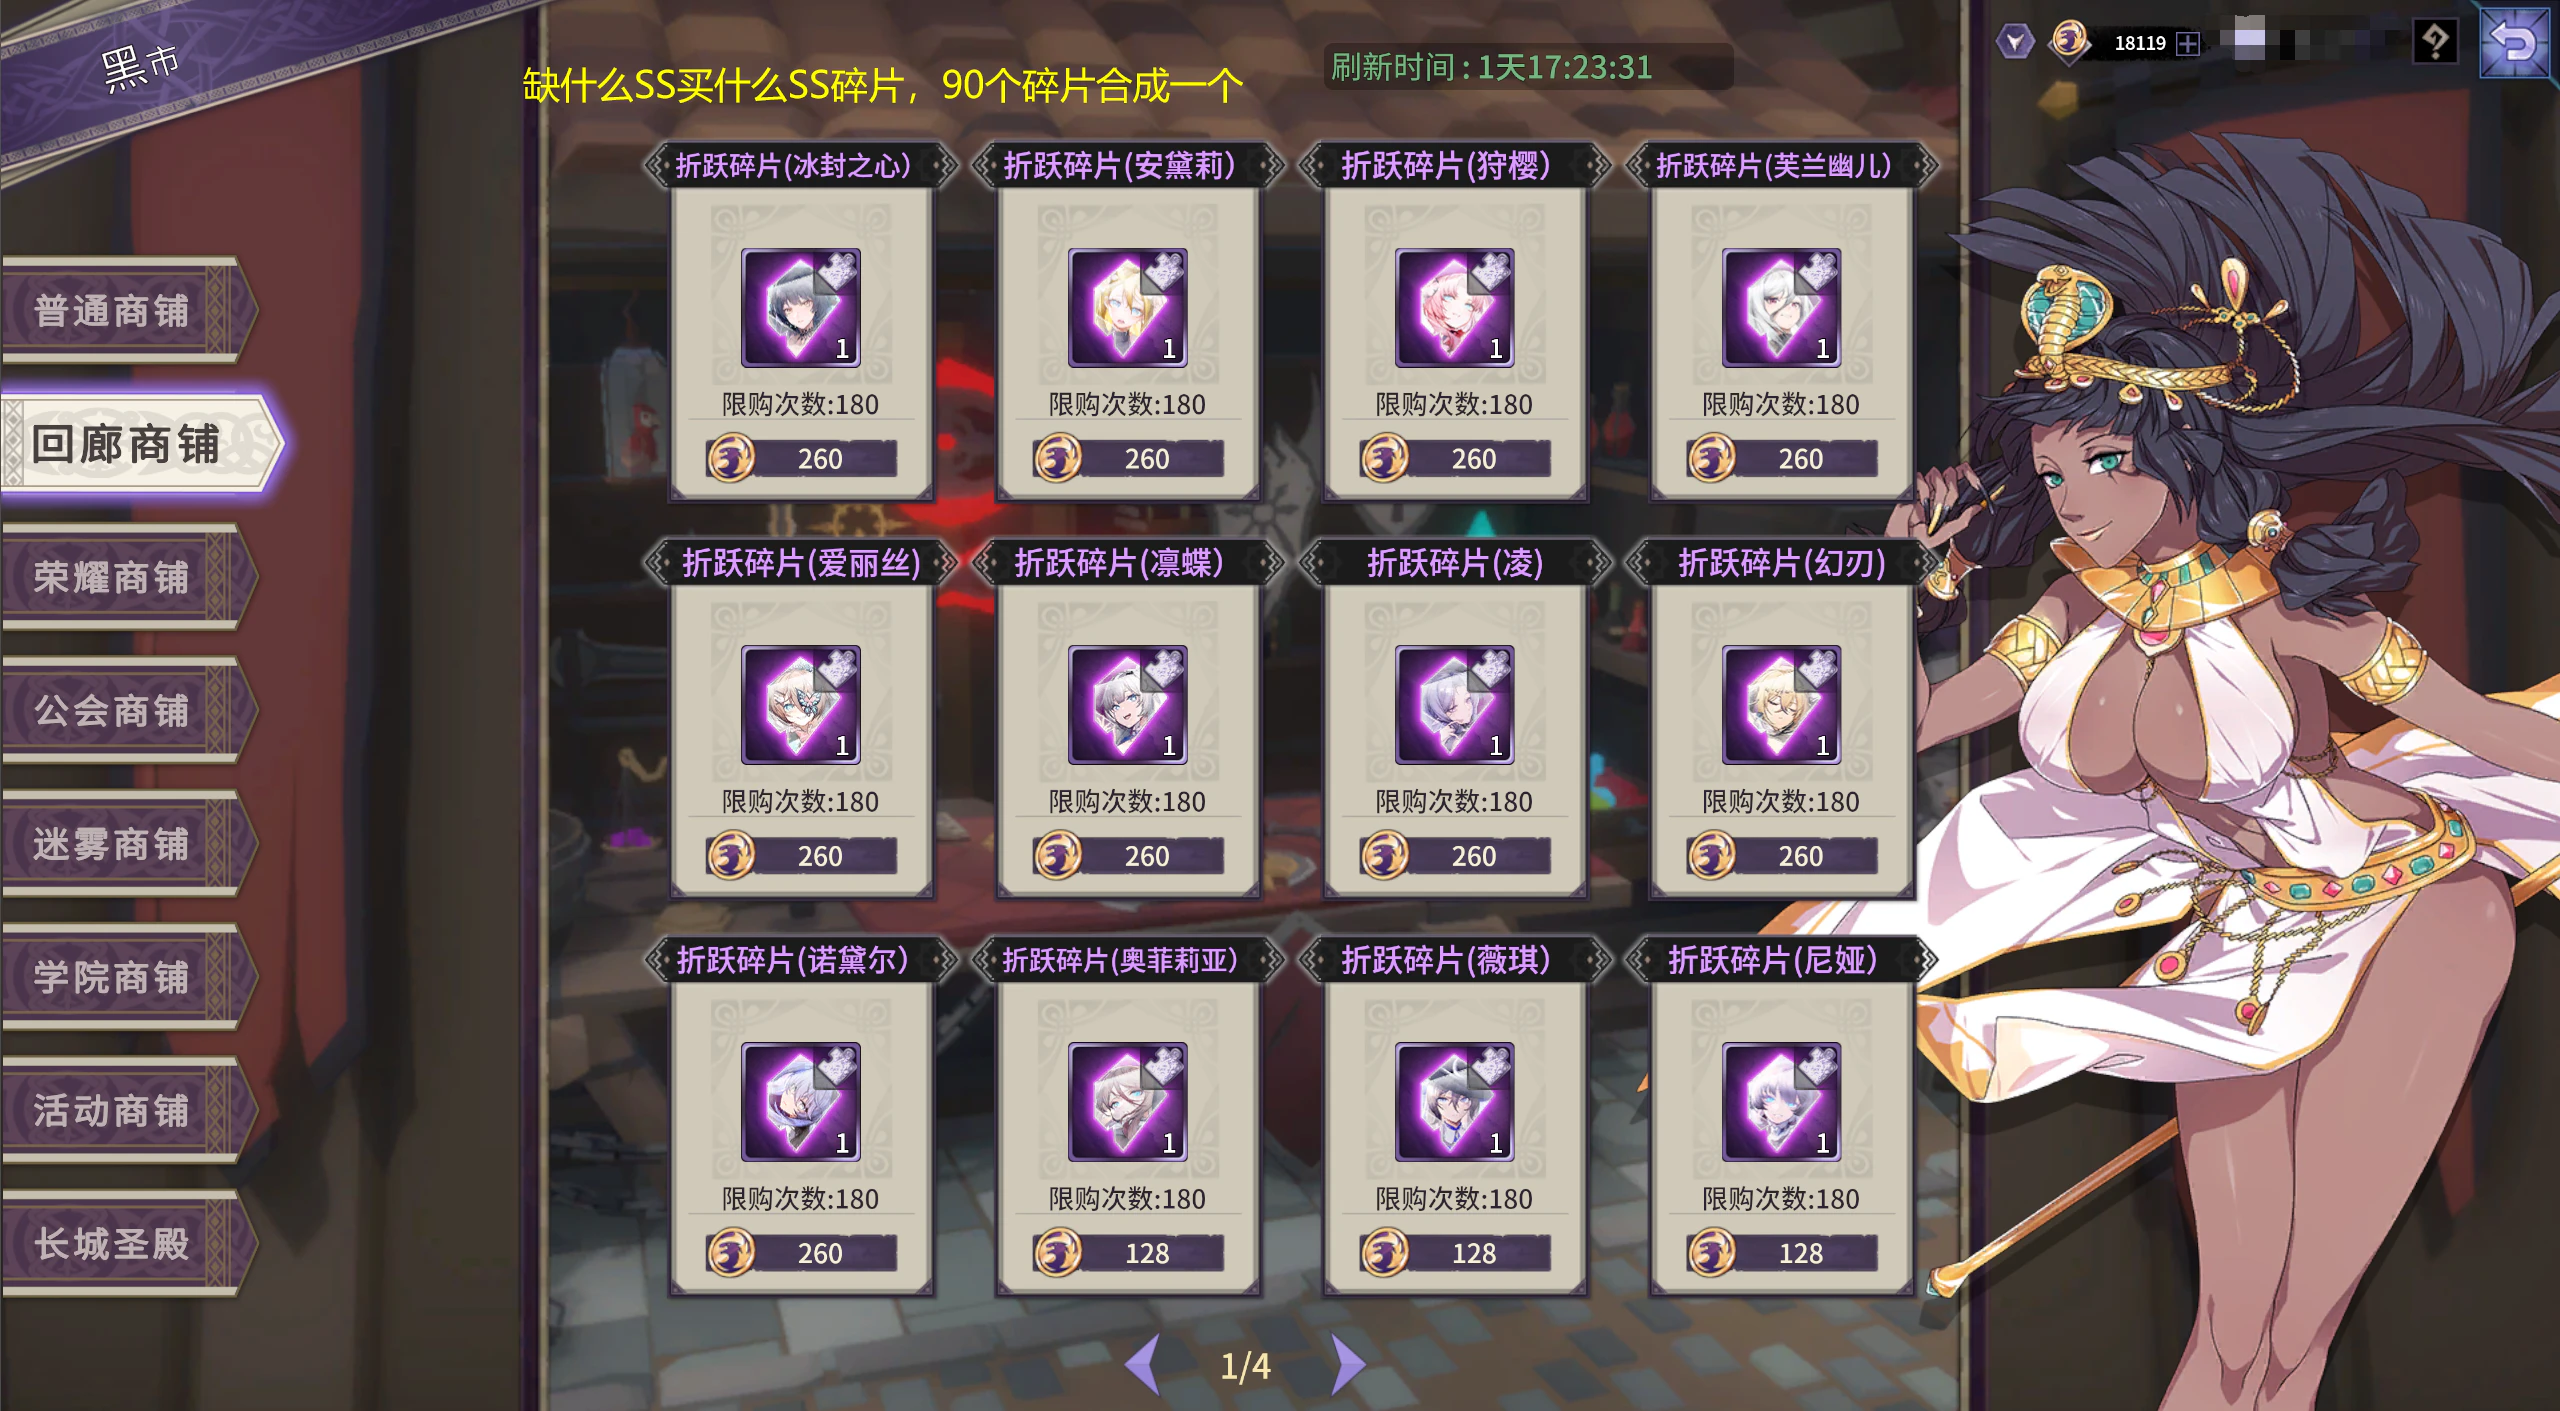 黑市
缺什么SS买什么SS碎片，90个碎片合成一个
刷新时间：1天17:23:31
18119
普通商铺
回廊商铺
荣耀商铺
公会商铺
迷雾商铺
学院商铺
活动商铺
长城圣殿
折跃碎片(冰封之心)
1
限购次数:180
260
折跃碎片(安黛莉)
1
限购次数:180
260
折跃碎片(狩樱)
1
限购次数:180
260
折跃碎片(芙兰幽儿)
1
限购次数:180
260
折跃碎片(爱丽丝)
1
限购次数:180
260
折跃碎片(凛蝶)
1
限购次数:180
260
折跃碎片(凌)
1
限购次数:180
260
折跃碎片(幻刃)
1
限购次数:180
260
折跃碎片(诺黛尔)
1
限购次数:180
260
折跃碎片(奥菲莉亚)
1
限购次数:180
128
折跃碎片(薇琪)
1
限购次数:180
128
折跃碎片(尼娅)
1
限购次数:180
128
1/4